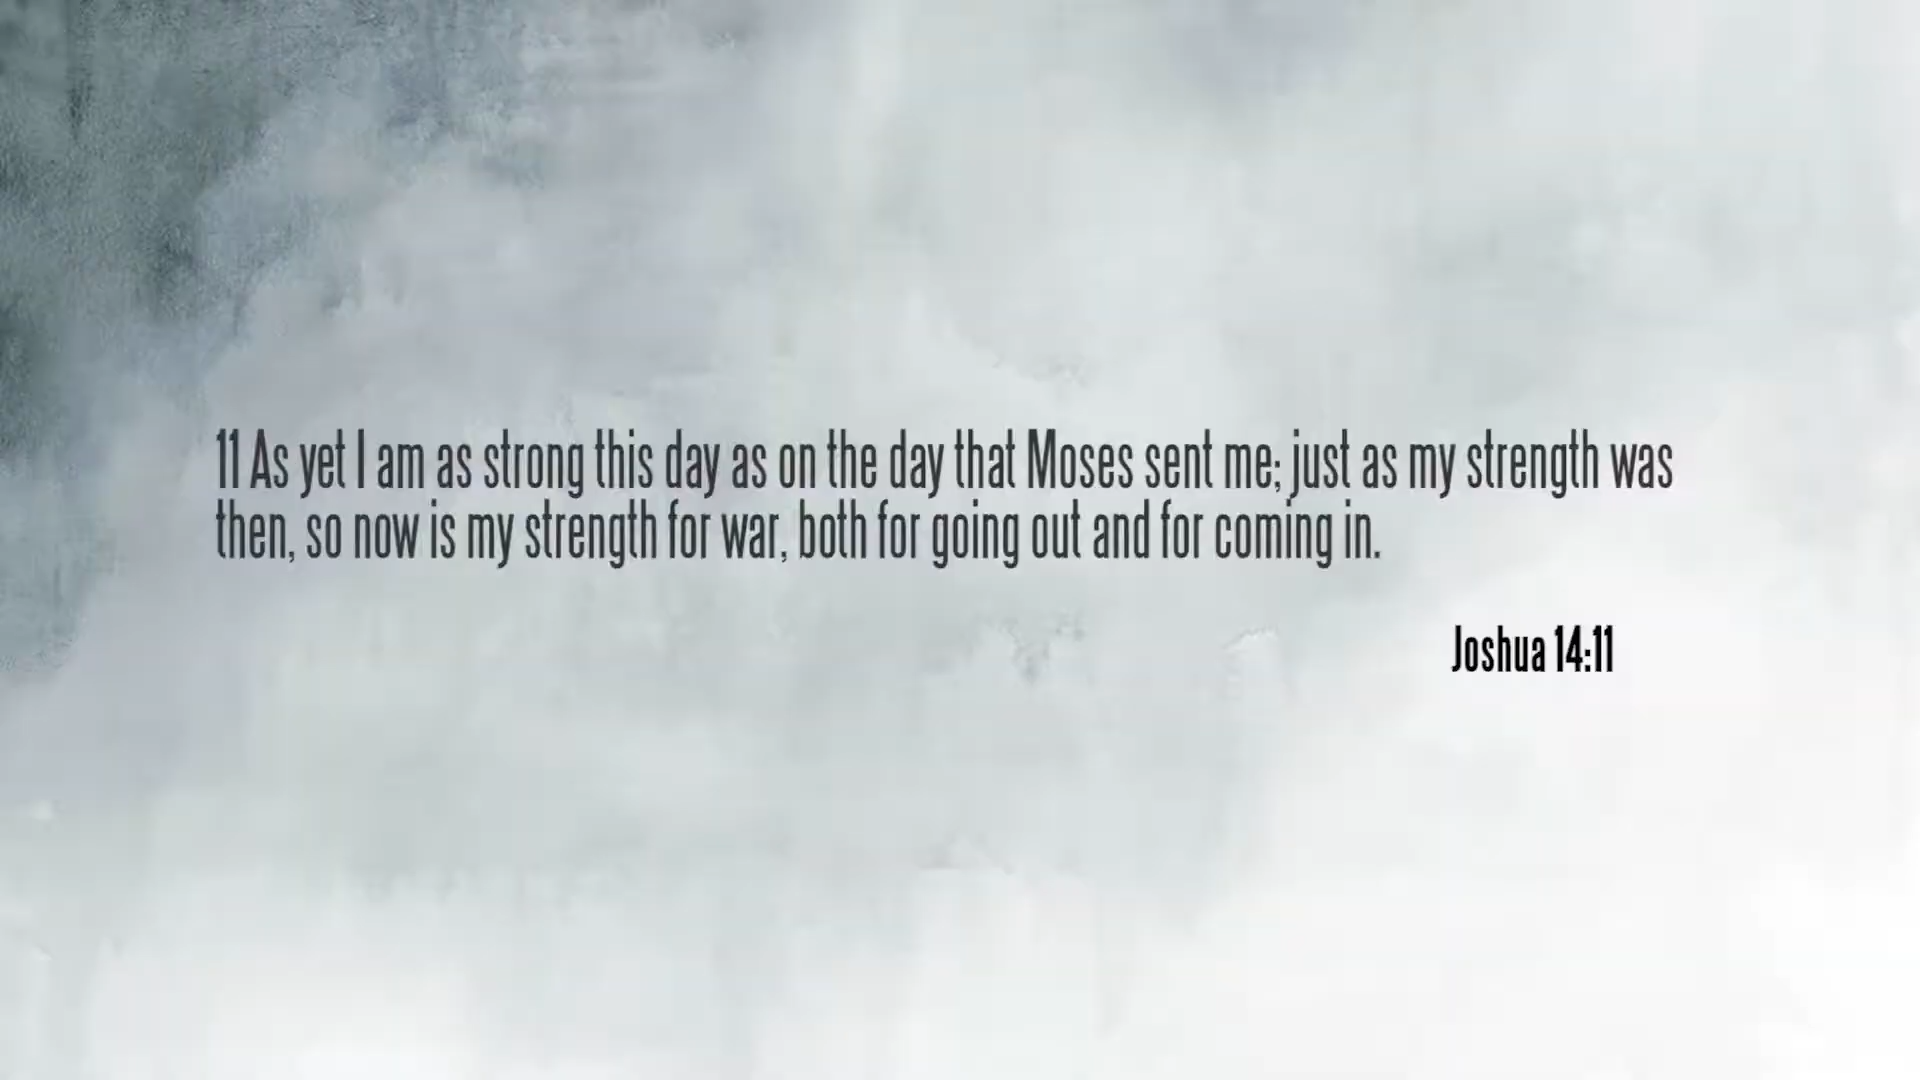 11 As yet I am as strong this day as on the day that Moses sent me; just as my strength was
then, so now is my strength for war, both for going out and for coming in.
Joshua 14:11